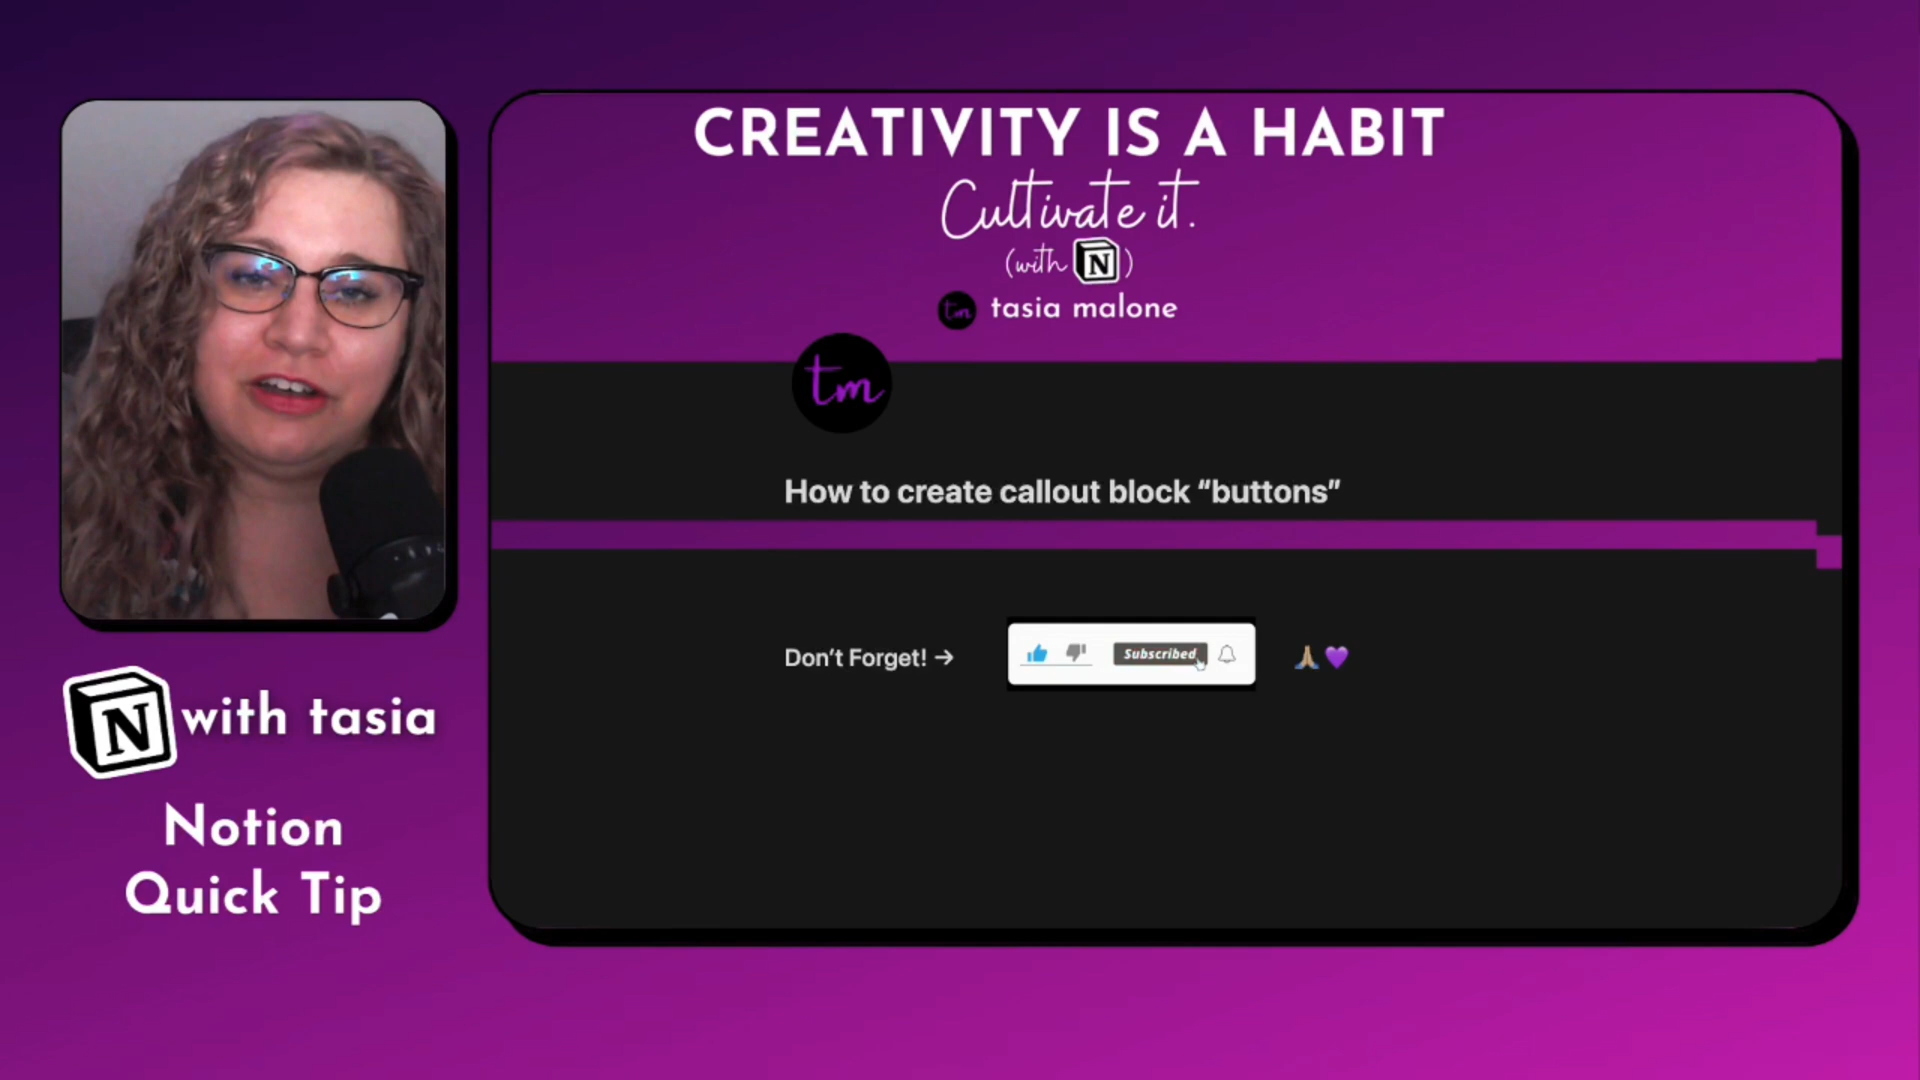 CREATIVITY IS A HABIT
Cultivate it.
(with N)
tm tasia malone
tm
How to create callout block “buttons”
Don’t Forget! →
Subscribed
N with tasia
Notion
Quick Tip